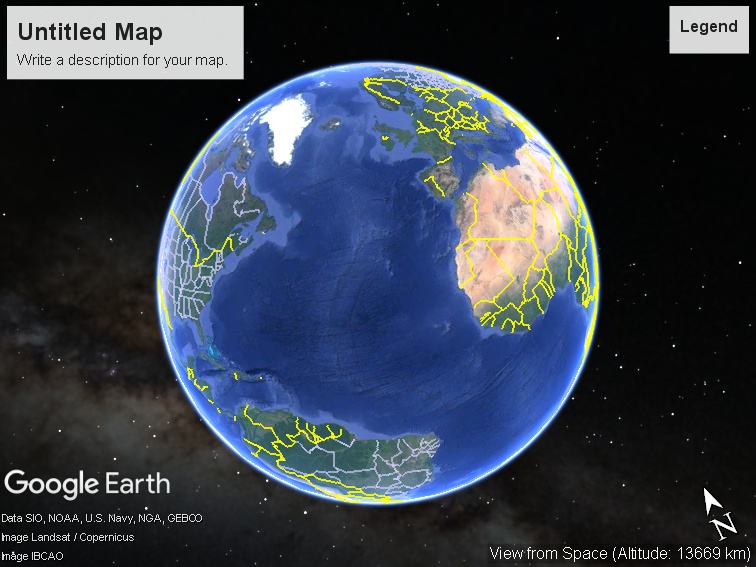 Untitled Map
Write a description for your map.
Legend
Google Earth
Data SIO, NOAA, U.S. Navy, NGA, GEBCO
Image Landsat / Copernicus
Image IBCAO
N
View from Space (Altitude: 13669 km)